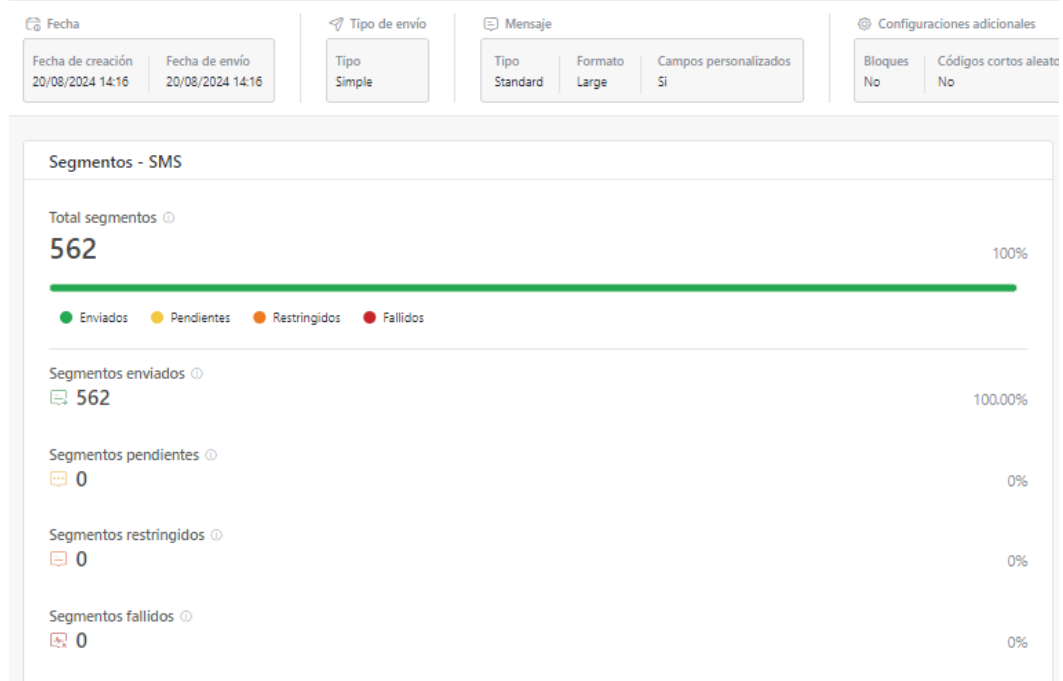 Fecha
Tipo de envío
Mensaje
Configuraciones adicionales
Fecha de creación Fecha de envío
20/08/2024 14:16 20/08/2024 14:16
Tipo
Simple
Tipo Formato Campos personalizados
Standard Large Si
Bloques Códigos cortos aleato
No No
Segmentos - SMS
Total segmentos
562 100%
Enviados Pendientes Restringidos Fallidos
Segmentos enviados
562 100.00%
Segmentos pendientes
0 0%
Segmentos restringidos
0 0%
Segmentos fallidos
0 0%